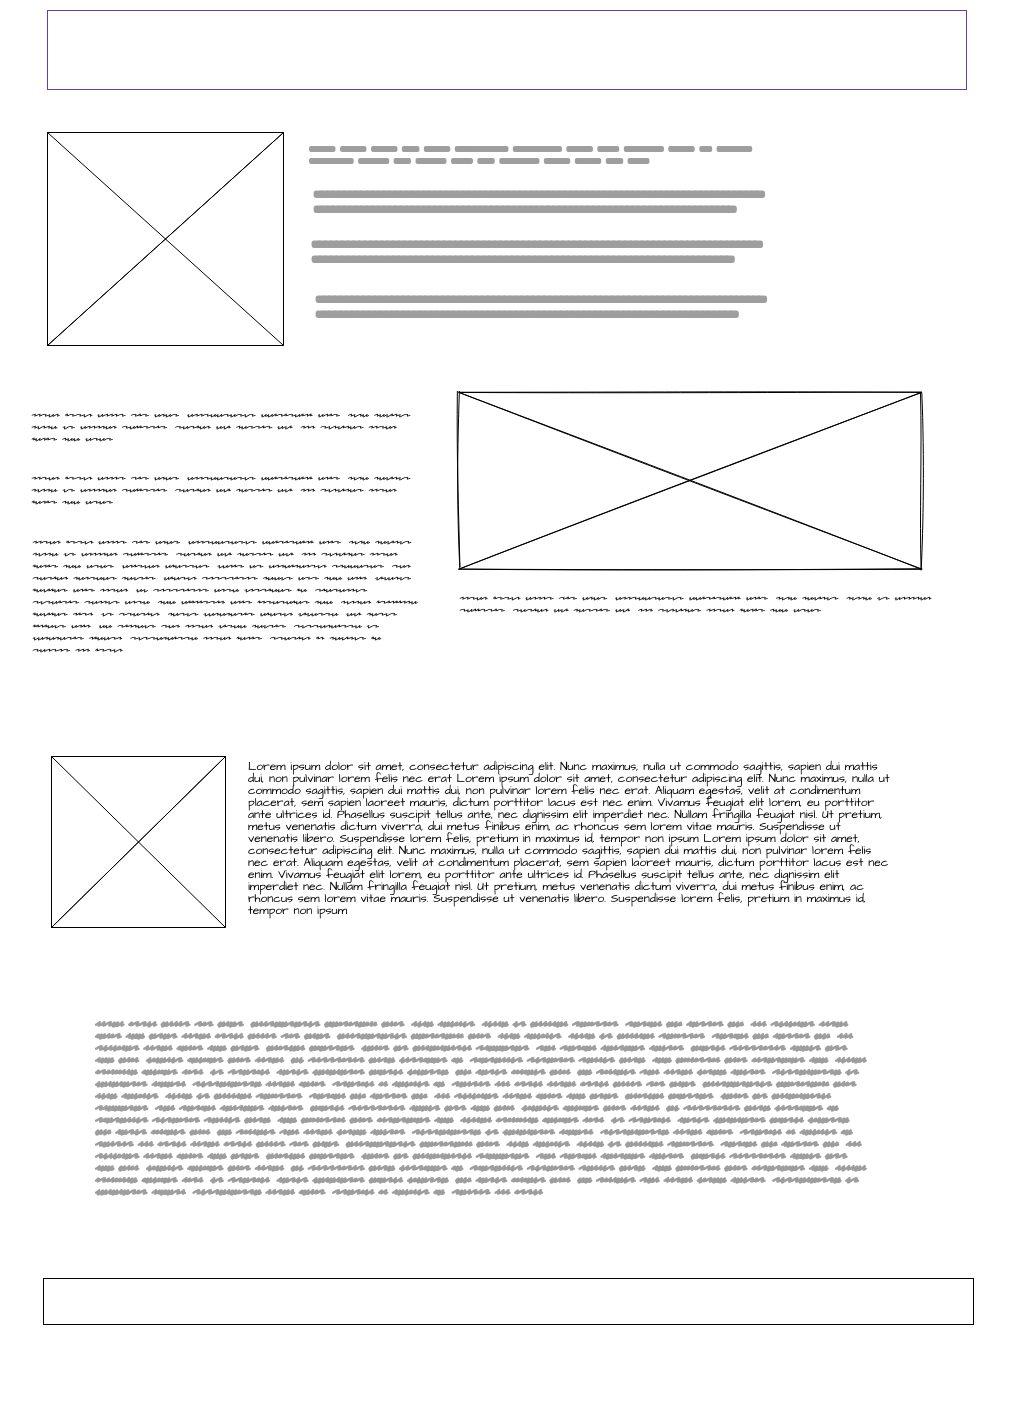 Lorem ipsum dolor sit amet, consectetur adipiscing elit. Nunc maximus, nulla ut commodo sagittis, sapien dui mattis
dui, non pulvinar lorem felis nec erat Lorem ipsum dolor sit amet, consectetur adipiscing elit. Nunc maximus, nulla ut
commodo sagittis, sapien dui mattis dui, non pulvinar lorem felis nec erat. Aliquam egestas, velit at condimentum
placerat, sem sapien laoreet mauris, dictum porttitor lacus est nec enim. Vivamus feugiat elit lorem, eu porttitor
ante ultrices id. Phasellus suscipit tellus ante, nec dignissim elit imperdiet nec. Nullam fringilla feugiat nisl. Ut pretium,
metus venenatis dictum viverra, dui metus finibus enim, ac rhoncus sem lorem vitae mauris. Suspendisse ut
venenatis libero. Suspendisse lorem felis, pretium in maximus id, tempor non ipsum Lorem ipsum dolor sit amet,
consectetur adipiscing elit. Nunc maximus, nulla ut commodo sagittis, sapien dui mattis dui, non pulvinar lorem felis
nec erat. Aliquam egestas, velit at condimentum placerat, sem sapien laoreet mauris, dictum porttitor lacus est nec
enim. Vivamus feugiat elit lorem, eu porttitor ante ultrices id. Phasellus suscipit tellus ante, nec dignissim elit
imperdiet nec. Nullam fringilla feugiat nisl. Ut pretium, metus venenatis dictum viverra, dui metus finibus enim, ac
rhoncus sem lorem vitae mauris. Suspendisse ut venenatis libero. Suspendisse lorem felis, pretium in maximus id,
tempor non ipsum